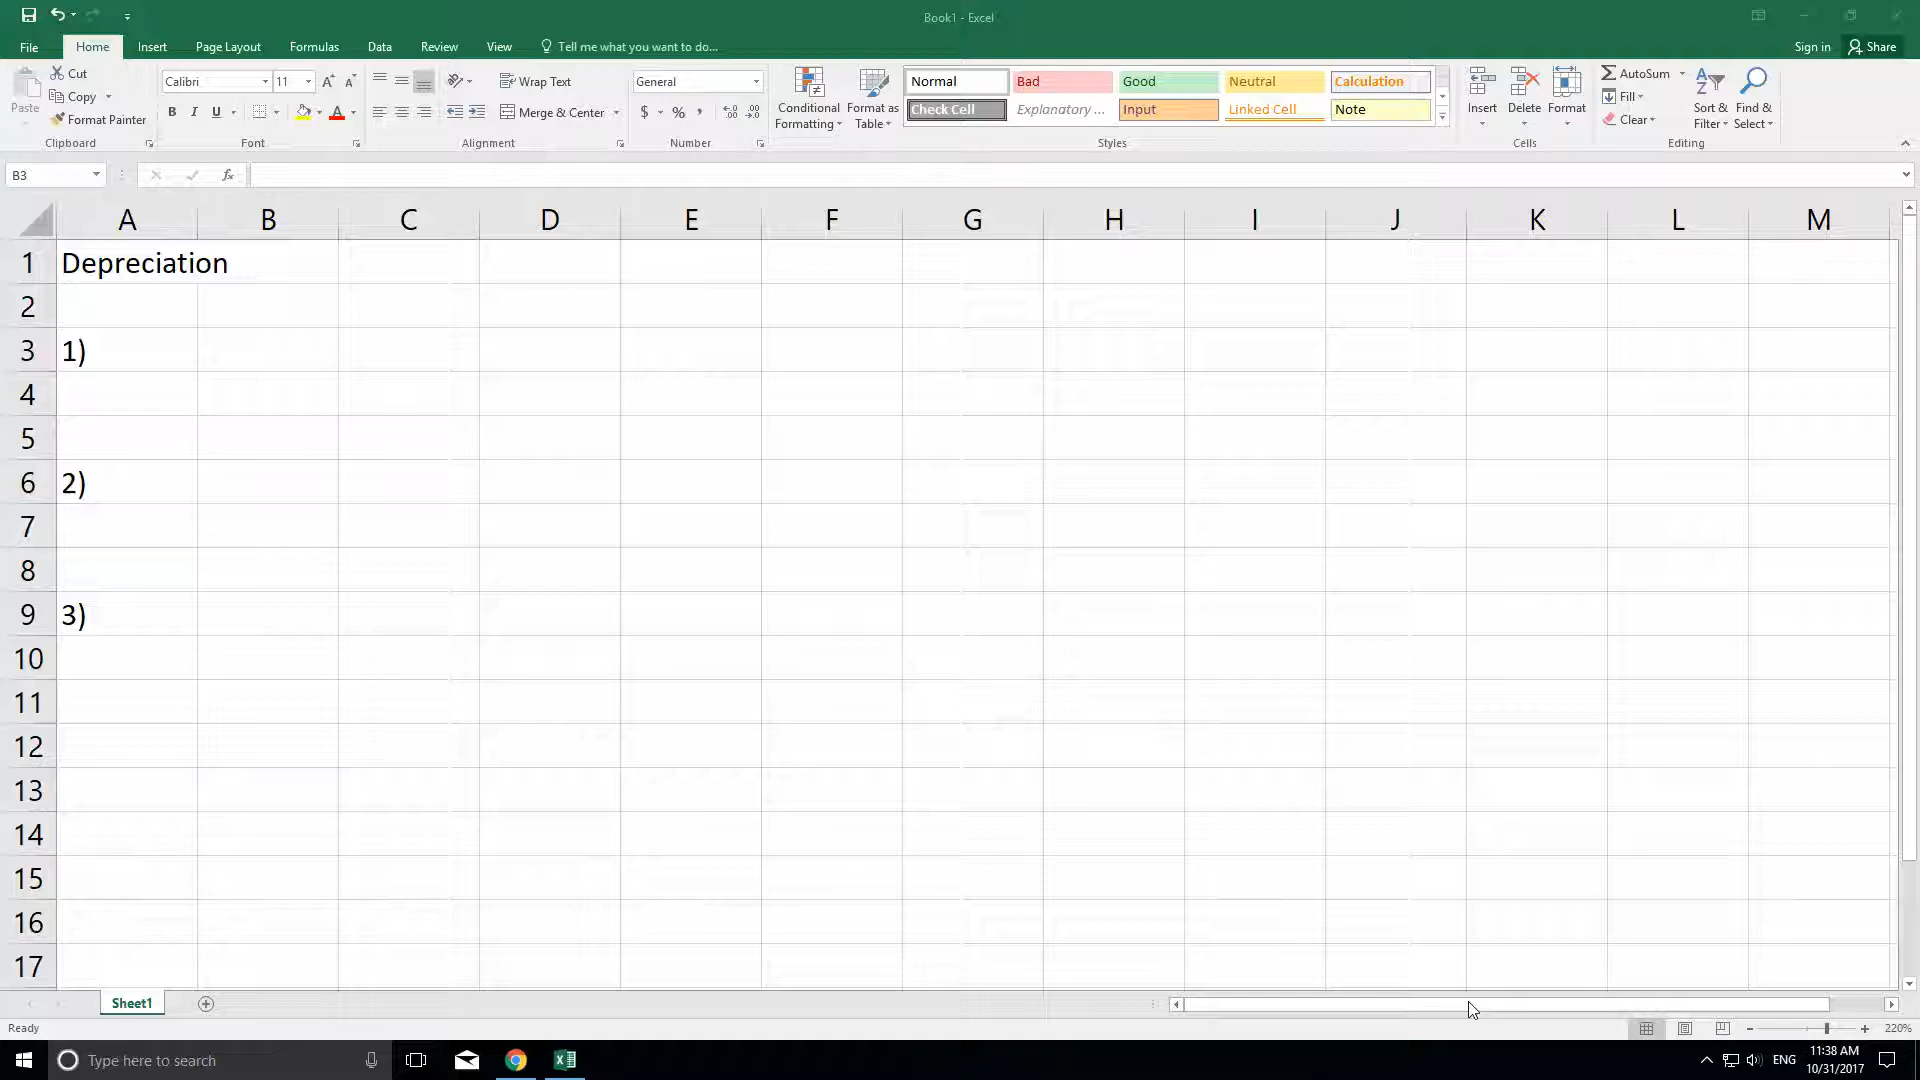 Book1 - Excel
File Home Insert Page Layout Formulas Data Review View Tell me what you want to do... Sign in Share
Paste
Cut
Copy
Format Painter
Clipboard
Calibri 11
B I U A
Font
Wrap Text
Merge & Center
Alignment
General
$ % ,
Number
Conditional Formatting
Format as Table
Normal Bad Good Neutral Calculation
Check Cell Explanatory ... Input Linked Cell Note
Styles
Insert Delete Format
Cells
AutoSum
Fill
Clear
Sort & Filter
Find & Select
Editing
B3 fx
A B C D E F G H I J K L M
1 Depreciation
2
3 1)
4
5
6 2)
7
8
9 3)
10
11
12
13
14
15
16
17
Sheet1
Ready 220%
Type here to search
ENG
11:38 AM
10/31/2017